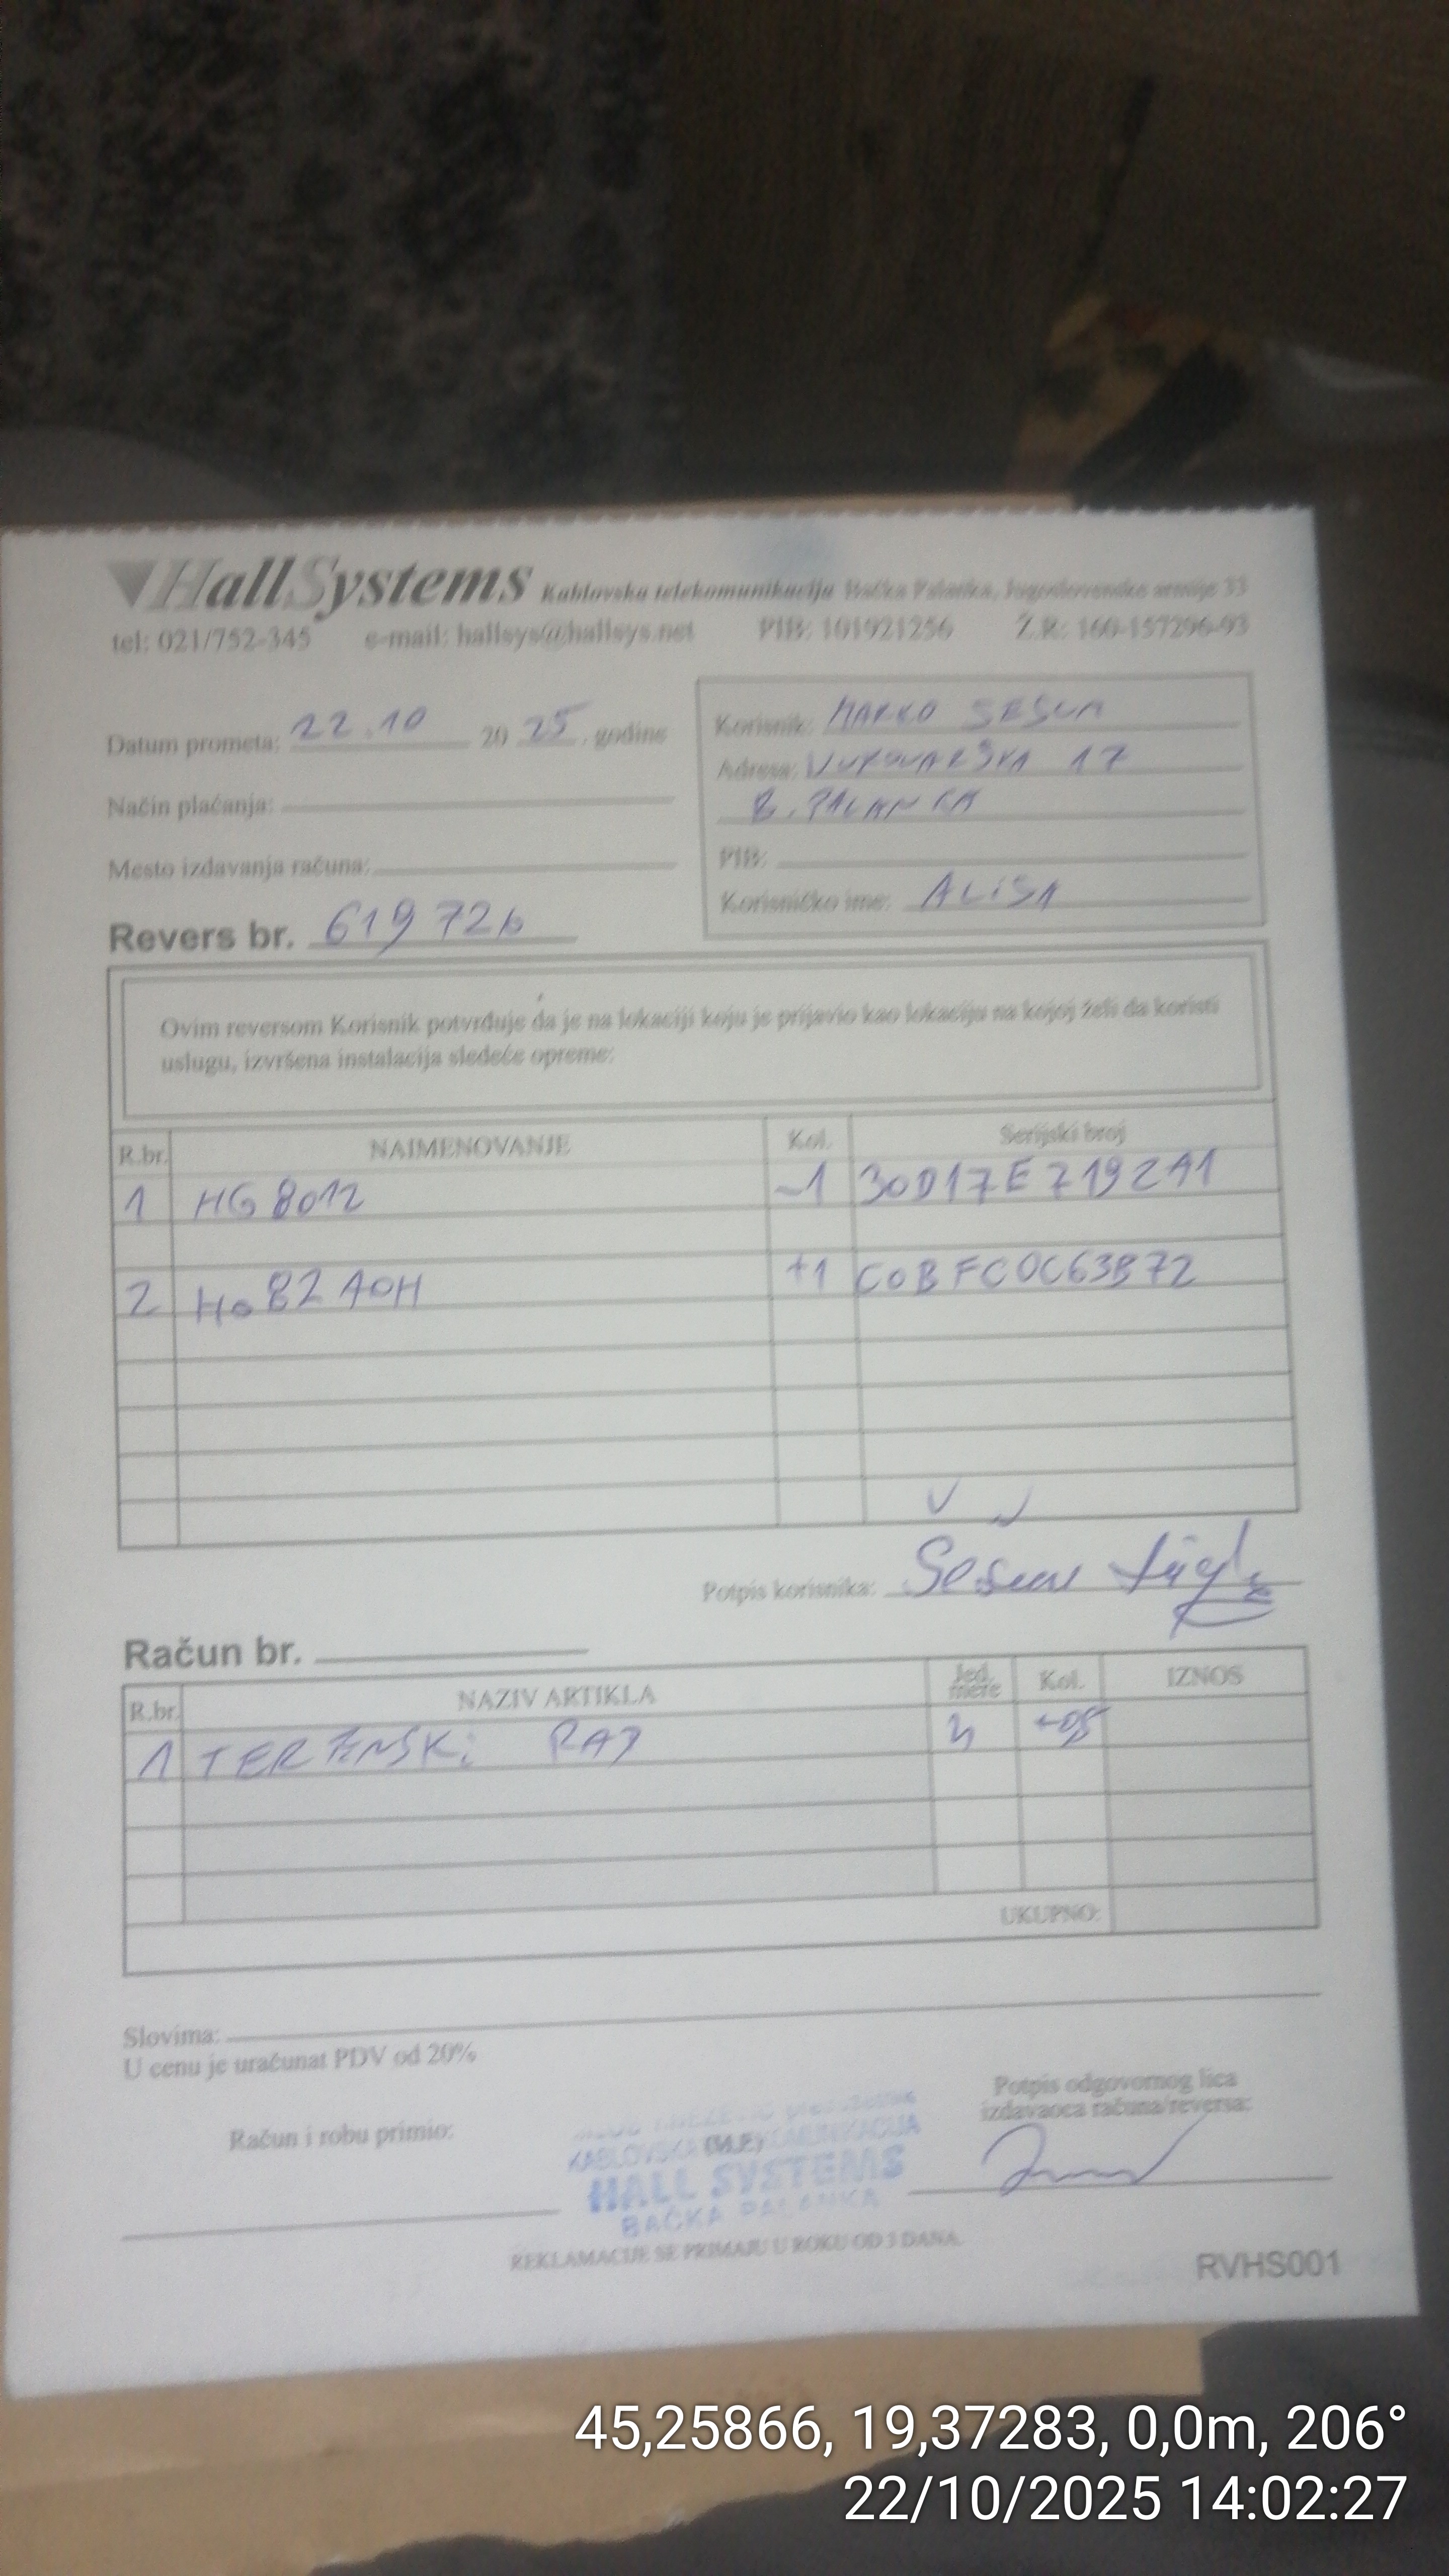 HallSystems Kablovska telekomunikacija Bačka Palanka, Jugoslovenske armije 33
tel: 021/752-345 e-mail: hallsys@hallsys.net PIB: 101921256 Ž.R: 160-157296-93
Datum prometa: 22.10 2025. godine
Način plaćanja:
Mesto izdavanja računa:
Revers br. 619726
Korisnik: MARKO SESUM
Adresa: VUKOVARSKA 17
B. PALANKA
PIB:
Korisničko ime: ALISA
Ovim reversom Korisnik potvrđuje da je na lokaciji koju je prijavio kao lokaciju na kojoj želi da koristi
uslugu, izvršena instalacija sledeće opreme:
R.br. NAIMENOVANJE Kol. Serijski broj
1 HG8012 -1 30D17E7192A1
2 HG8240H +1 C0BFC0C63B72
Potpis korisnika:
Račun br.
R.br. NAZIV ARTIKLA Jed. mere Kol. IZNOS
1 TERENSKI RAD h
UKUPNO:
Slovima:
U cenu je uračunat PDV od 20%
Račun i robu primio:
(M.P.)
KABLOVSKA TELEKOMUNIKACIJA
HALL SYSTEMS
BAČKA PALANKA
Potpis odgovornog lica
izdavaoca računa/reversa:
REKLAMACIJE SE PRIMAJU U ROKU OD 3 DANA.
RVHS001
45,25866, 19,37283, 0,0m, 206°
22/10/2025 14:02:27